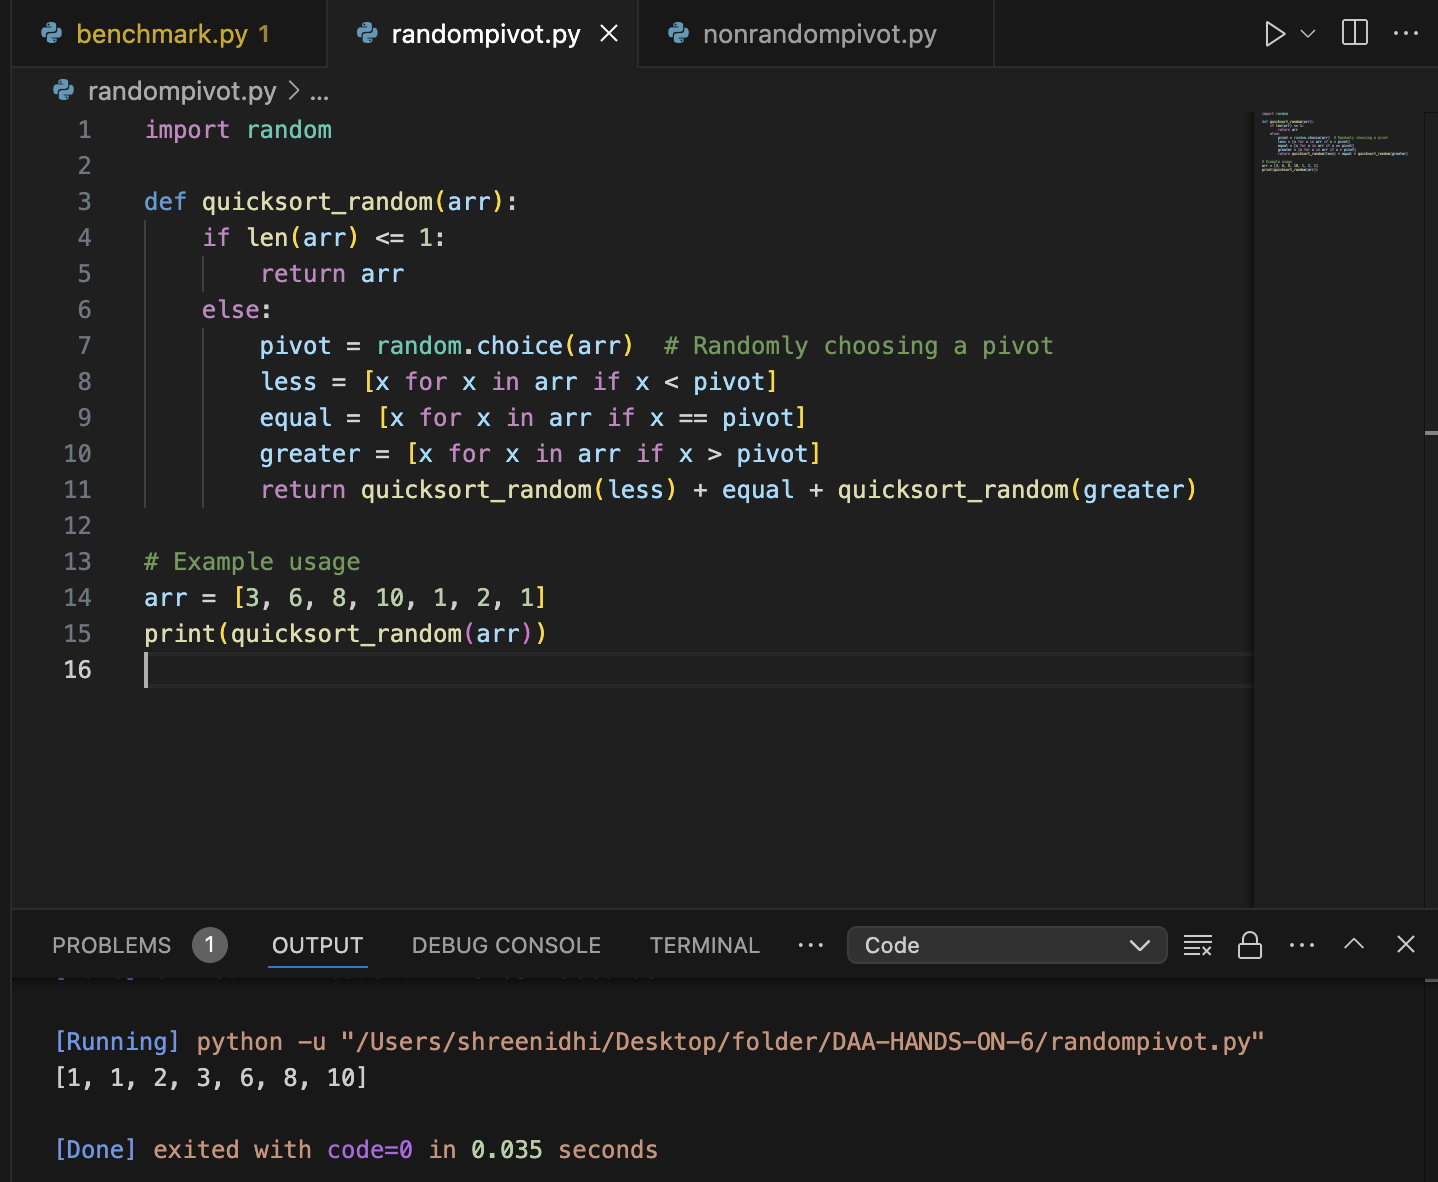 benchmark.py 1 randompivot.py nonrandompivot.py
randompivot.py > ...
1 import random
2
3 def quicksort_random(arr):
4     if len(arr) <= 1:
5         return arr
6     else:
7         pivot = random.choice(arr)  # Randomly choosing a pivot
8         less = [x for x in arr if x < pivot]
9         equal = [x for x in arr if x == pivot]
10         greater = [x for x in arr if x > pivot]
11         return quicksort_random(less) + equal + quicksort_random(greater)
12
13 # Example usage
14 arr = [3, 6, 8, 10, 1, 2, 1]
15 print(quicksort_random(arr))
16
PROBLEMS 1 OUTPUT DEBUG CONSOLE TERMINAL ... Code
[Running] python -u "/Users/shreenidhi/Desktop/folder/DAA-HANDS-ON-6/randompivot.py"
[1, 1, 2, 3, 6, 8, 10]
[Done] exited with code=0 in 0.035 seconds